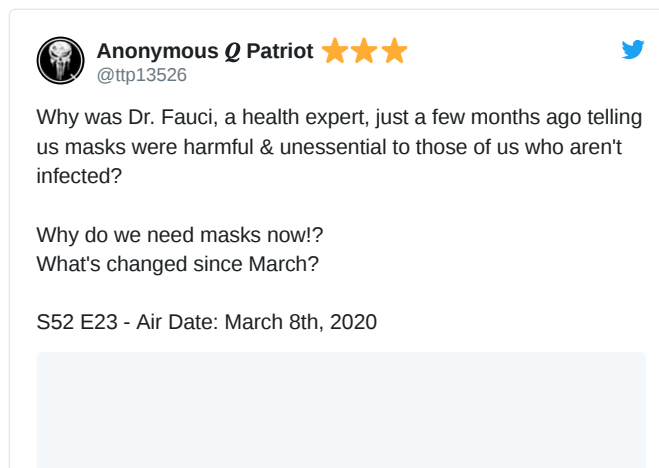 Anonymous 𝑸 Patriot ⭐⭐⭐
@ttp13526
Why was Dr. Fauci, a health expert, just a few months ago telling
us masks were harmful & unessential to those of us who aren't
infected?
Why do we need masks now!?
What's changed since March?
S52 E23 - Air Date: March 8th, 2020